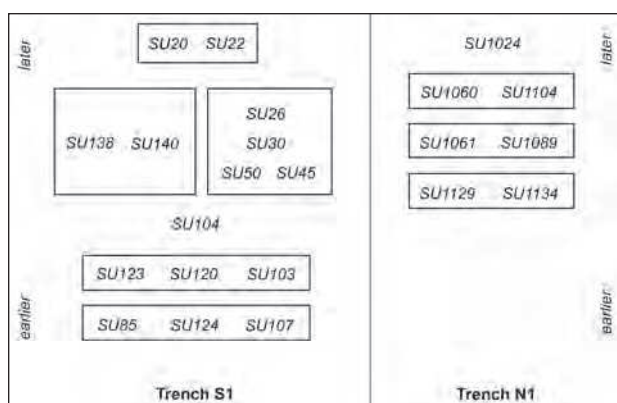 later
SU20 SU22
SU138 SU140
SU26
SU30
SU50 SU45
SU104
SU123 SU120 SU103
SU85 SU124 SU107
earlier
Trench S1
SU1024
later
SU1060 SU1104
SU1061 SU1089
SU1129 SU1134
earlier
Trench N1